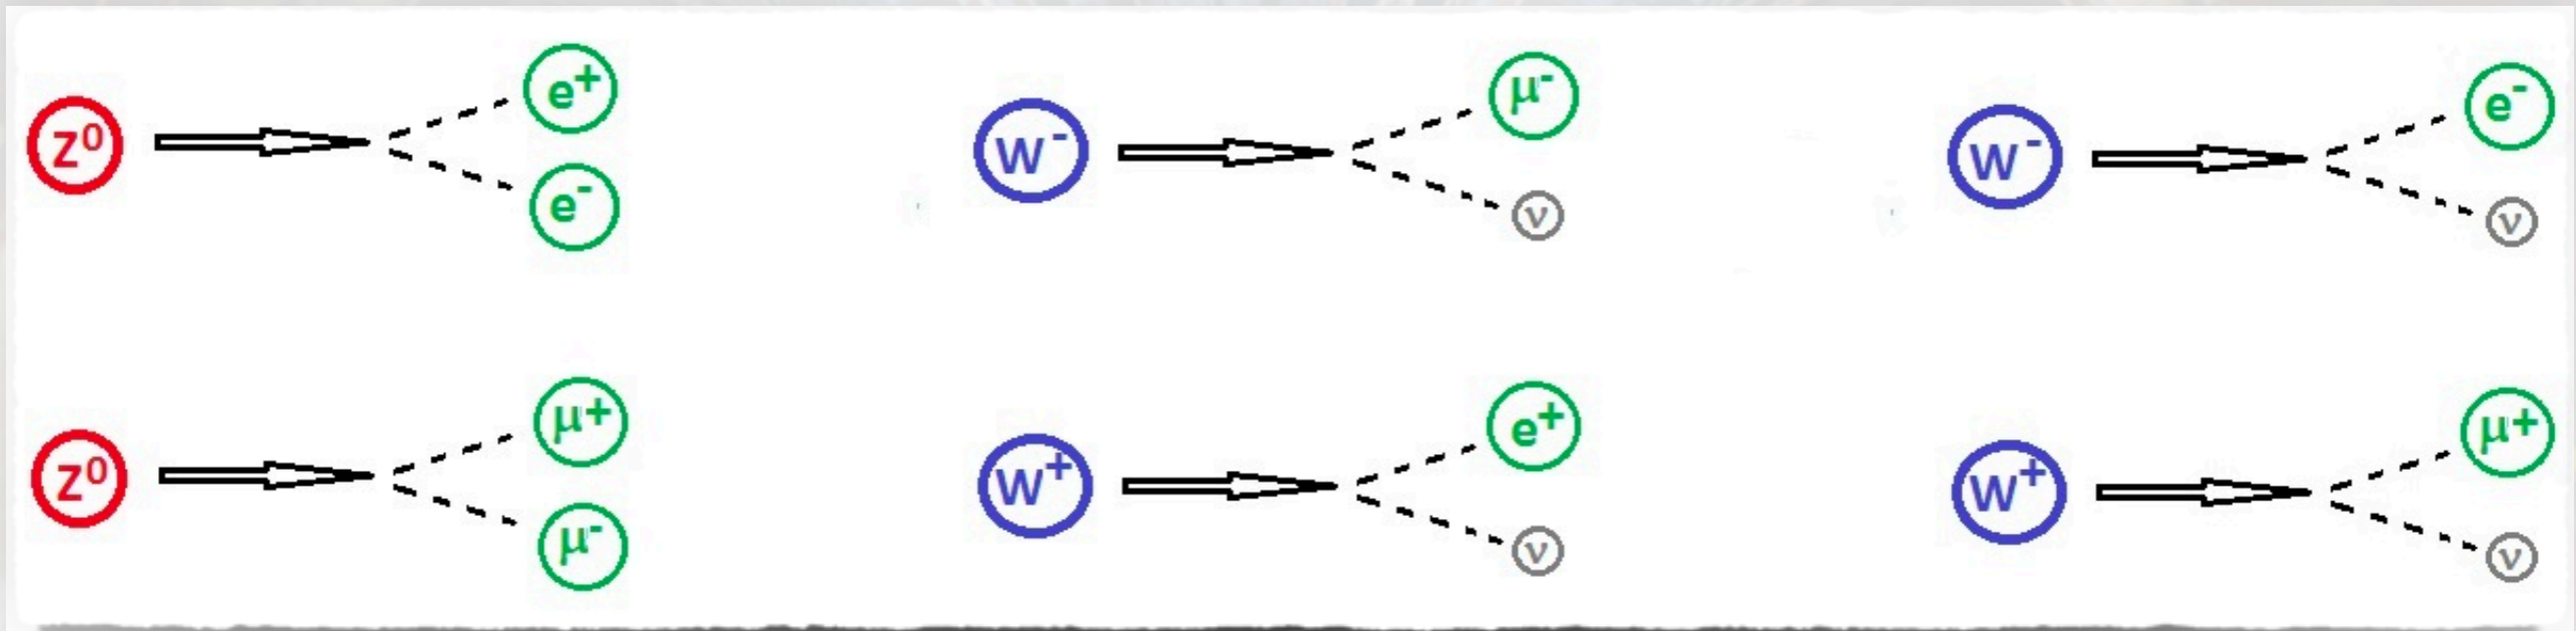 Z⁰ e⁺ e⁻
W⁻ μ⁻ ν
W⁻ e⁻ ν
Z⁰ μ+ μ⁻
W⁺ e⁺ ν
W⁺ μ+ ν